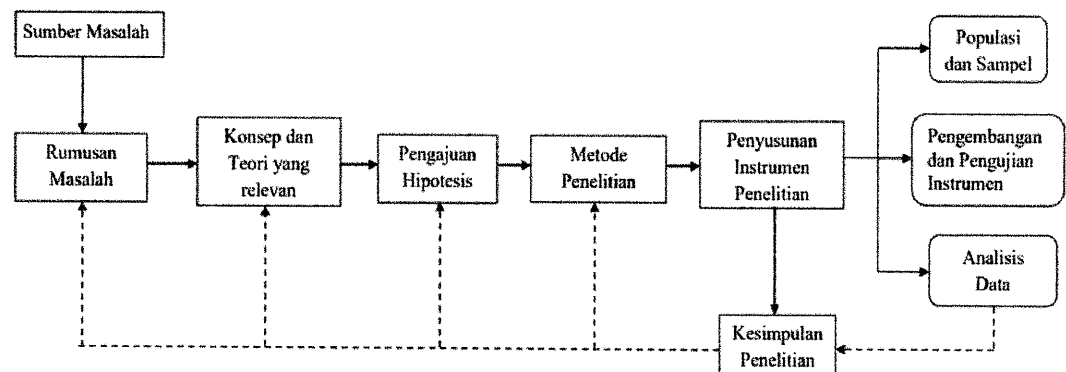 Sumber Masalah
Rumusan
Masalah
Konsep dan
Teori yang
relevan
Pengajuan
Hipotesis
Metode
Penelitian
Penyusunan
Instrumen
Penelitian
Populasi
dan Sampel
Pengembangan
dan Pengujian
Instrumen
Analisis
Data
Kesimpulan
Penelitian